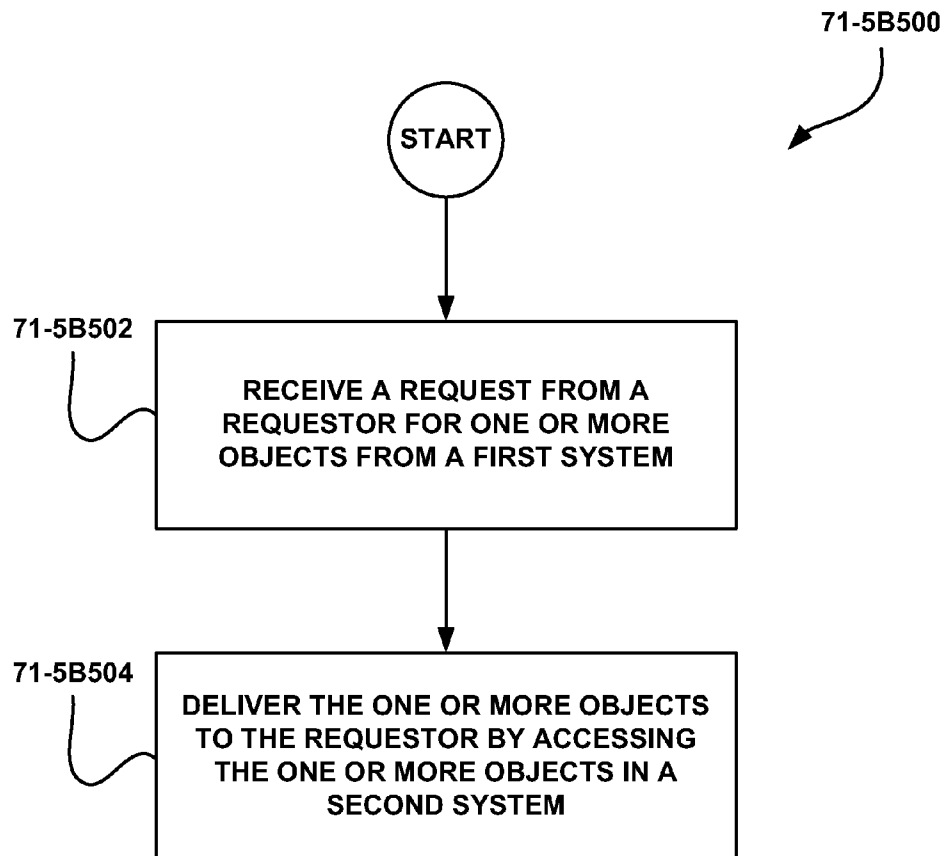 71-5B500
START
71-5B502
RECEIVE A REQUEST FROM A
REQUESTOR FOR ONE OR MORE
OBJECTS FROM A FIRST SYSTEM
71-5B504
DELIVER THE ONE OR MORE OBJECTS
TO THE REQUESTOR BY ACCESSING
THE ONE OR MORE OBJECTS IN A
SECOND SYSTEM